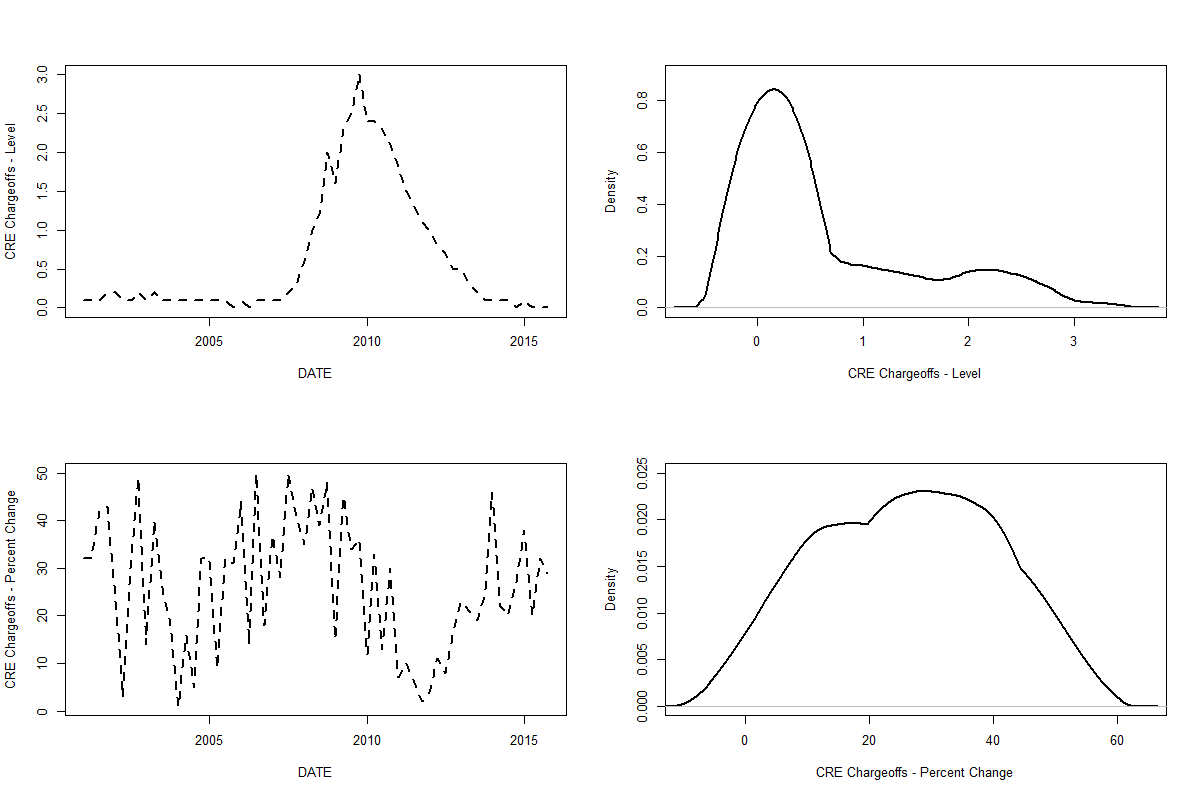 CRE Chargeoffs - Level
3.0
2.5
2.0
1.5
1.0
0.5
0.0
2005 2010 2015
DATE
Density
0.8
0.6
0.4
0.2
0.0
0 1 2 3
CRE Chargeoffs - Level
CRE Chargeoffs - Percent Change
50
40
30
20
10
0
2005 2010 2015
DATE
Density
0.025
0.020
0.015
0.010
0.005
0.000
0 20 40 60
CRE Chargeoffs - Percent Change